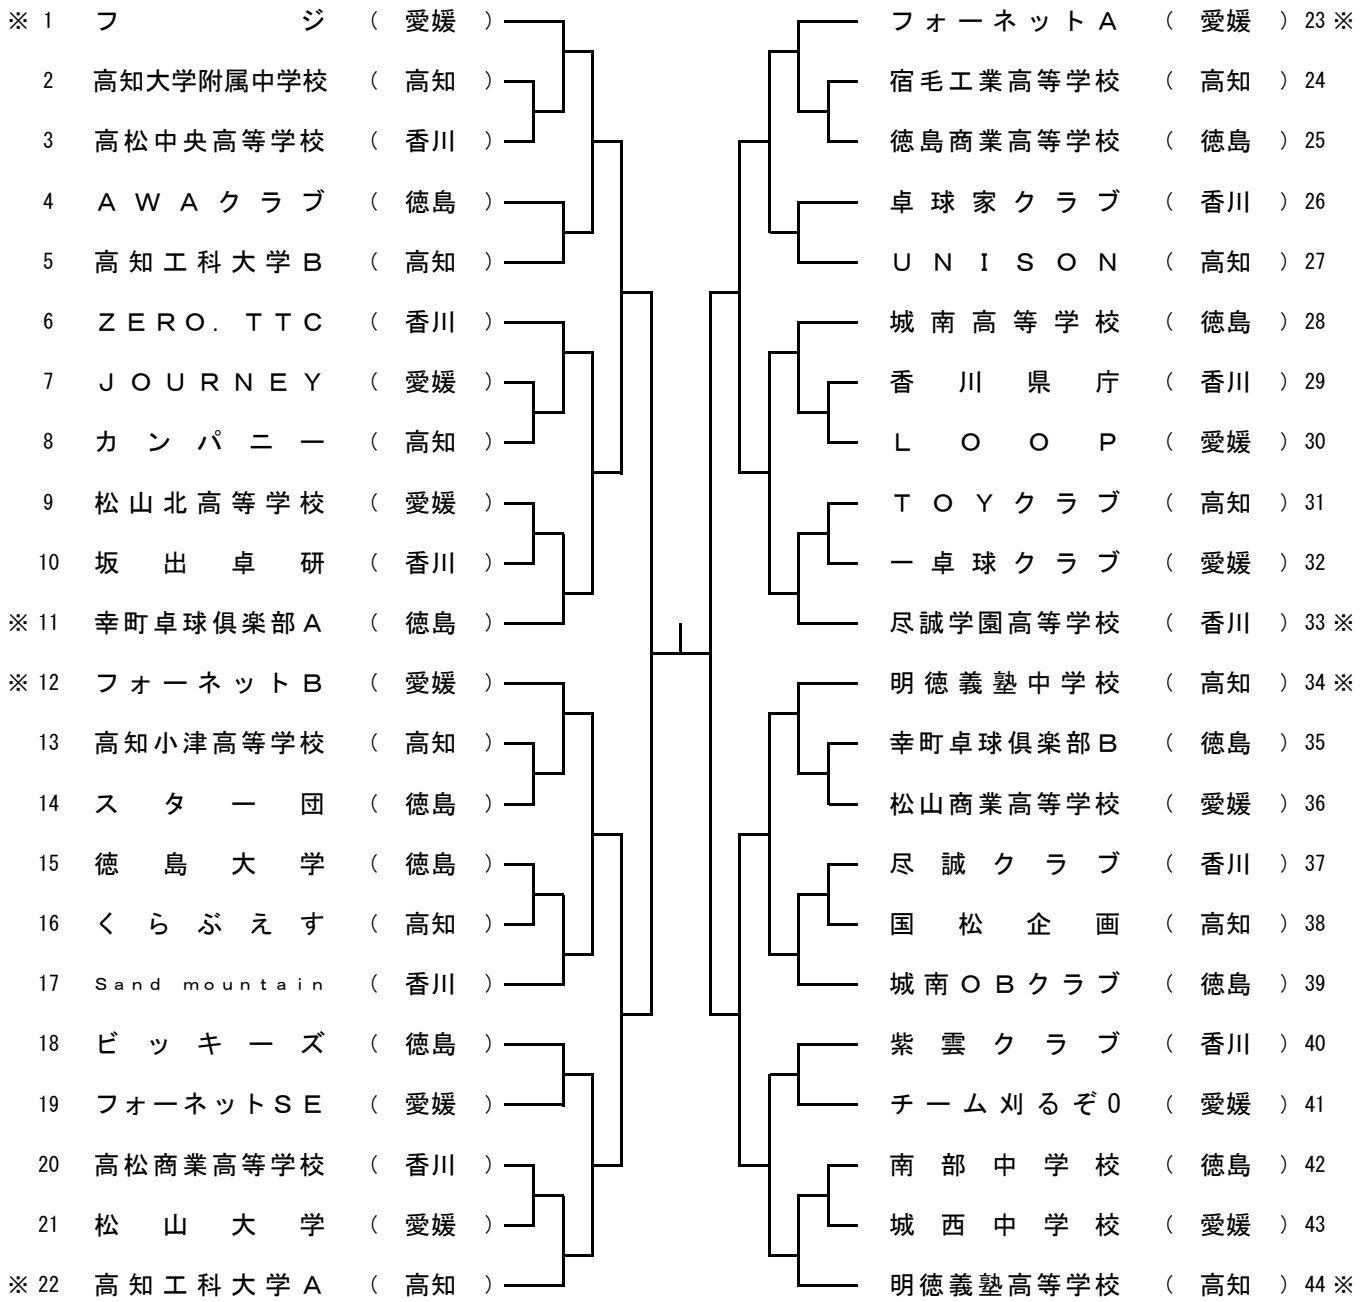 ※ 1 フジ ( 愛媛 ) フォーネットA ( 愛媛 ) 23 ※
2 高知大学附属中学校 ( 高知 ) 宿毛工業高等学校 ( 高知 ) 24
3 高松中央高等学校 ( 香川 ) 徳島商業高等学校 ( 徳島 ) 25
4 AWAクラブ ( 徳島 ) 卓球家クラブ ( 香川 ) 26
5 高知工科大学B ( 高知 ) UNISON ( 高知 ) 27
6 ZERO.TTC ( 香川 ) 城南高等学校 ( 徳島 ) 28
7 JOURNEY ( 愛媛 ) 香川県庁 ( 香川 ) 29
8 カンパニー ( 高知 ) LOOP ( 愛媛 ) 30
9 松山北高等学校 ( 愛媛 ) TOYクラブ ( 高知 ) 31
10 坂出卓研 ( 香川 ) 一卓球クラブ ( 愛媛 ) 32
※ 11 幸町卓球倶楽部A ( 徳島 ) 尽誠学園高等学校 ( 香川 ) 33 ※
※ 12 フォーネットB ( 愛媛 ) 明徳義塾中学校 ( 高知 ) 34 ※
13 高知小津高等学校 ( 高知 ) 幸町卓球倶楽部B ( 徳島 ) 35
14 スター団 ( 徳島 ) 松山商業高等学校 ( 愛媛 ) 36
15 徳島大学 ( 徳島 ) 尽誠クラブ ( 香川 ) 37
16 くらぶえす ( 高知 ) 国松企画 ( 高知 ) 38
17 Sand mountain ( 香川 ) 城南OBクラブ ( 徳島 ) 39
18 ビッキーズ ( 徳島 ) 紫雲クラブ ( 香川 ) 40
19 フォーネットSE ( 愛媛 ) チーム刈るぞ0 ( 愛媛 ) 41
20 高松商業高等学校 ( 香川 ) 南部中学校 ( 徳島 ) 42
21 松山大学 ( 愛媛 ) 城西中学校 ( 愛媛 ) 43
※ 22 高知工科大学A ( 高知 ) 明徳義塾高等学校 ( 高知 ) 44 ※